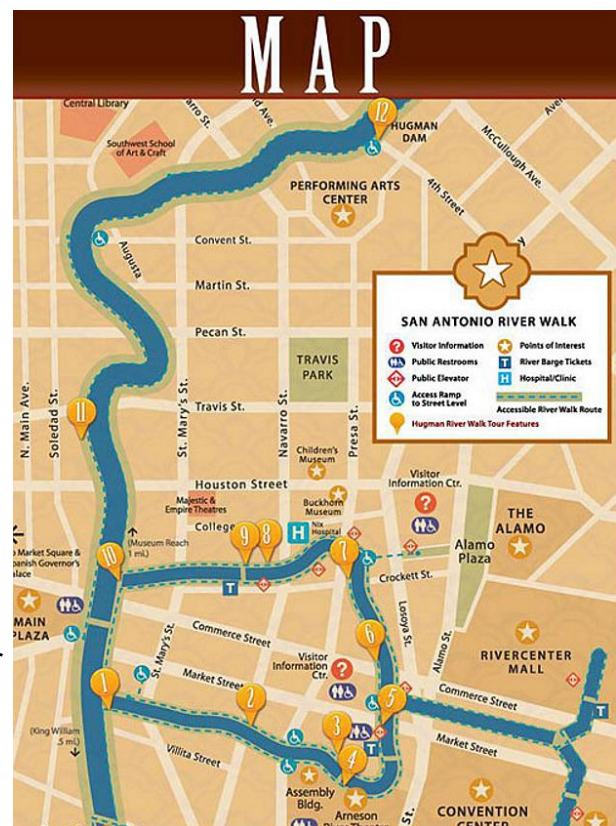 MAP
Central Library
Southwest School
of Art & Craft
12
HUGMAN
DAM
McCullough Ave.
PERFORMING ARTS
CENTER
4th Street
Augusta
Convent St.
Martin St.
Pecan St.
TRAVIS
PARK
SAN ANTONIO RIVER WALK
? Visitor Information
Points of Interest
Public Restrooms
T River Barge Tickets
Public Elevator
H Hospital/Clinic
Access Ramp
to Street Level
Accessible River Walk Route
Hugman River Walk Tour Features
N. Main Ave.
Soledad St.
11
St. Mary's St.
Travis St.
Navarro St.
Presa St.
Children's
Museum
Houston Street
Visitor
Information Ctr.
?
Majestic &
Empire Theatres
Buckhorn
Museum
College
9
8
H
Nix
Hospital
7
THE
ALAMO
Alamo
Plaza
(Museum Reach
1 mi.)
10
T
Crockett St.
MAIN
PLAZA
Commerce Street
St. Mary's St.
Losoya St.
Alamo St.
6
RIVERCENTER
MALL
Market Street
Visitor
Information Ctr.
?
1
2
5
Commerce Street
T
3
T
Market Street
(King William
.5 mi.)
Villita Street
4
Assembly
Bldg.
Arneson
St.
CONVENTION
CENTER